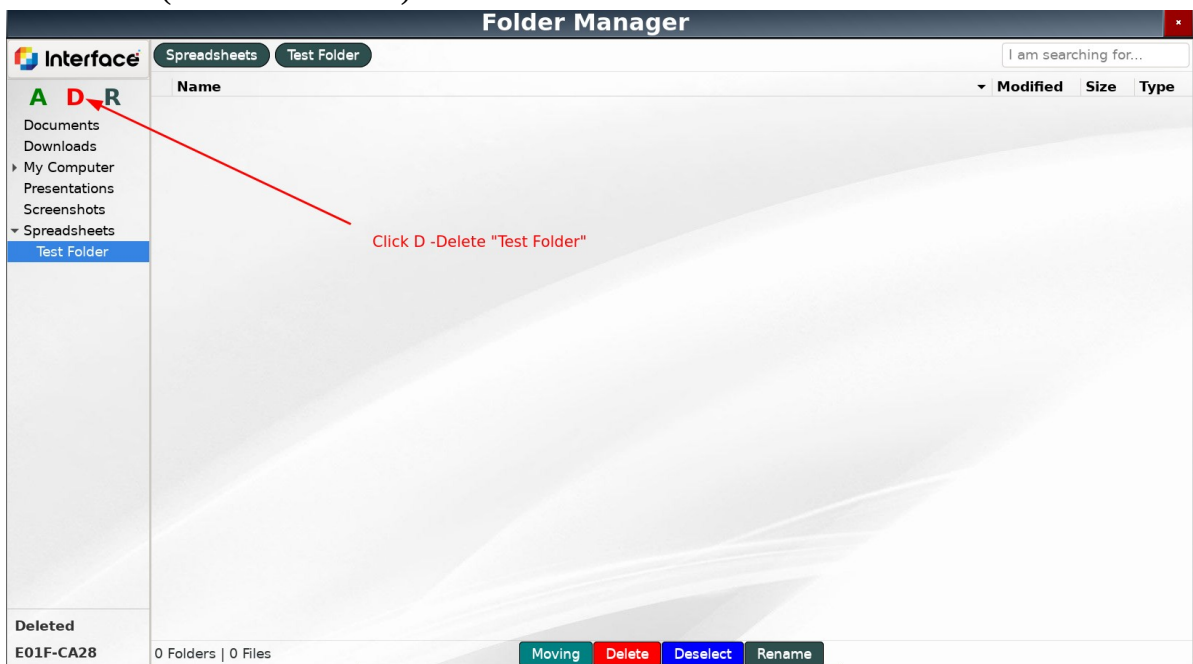 Folder Manager
x
Interface
Spreadsheets
Test Folder
I am searching for...
Name
Modified
Size
Type
A D R
Documents
Downloads
My Computer
Presentations
Screenshots
Spreadsheets
Test Folder
Click D -Delete "Test Folder"
Deleted
E01F-CA28
0 Folders | 0 Files
Moving
Delete
Deselect
Rename